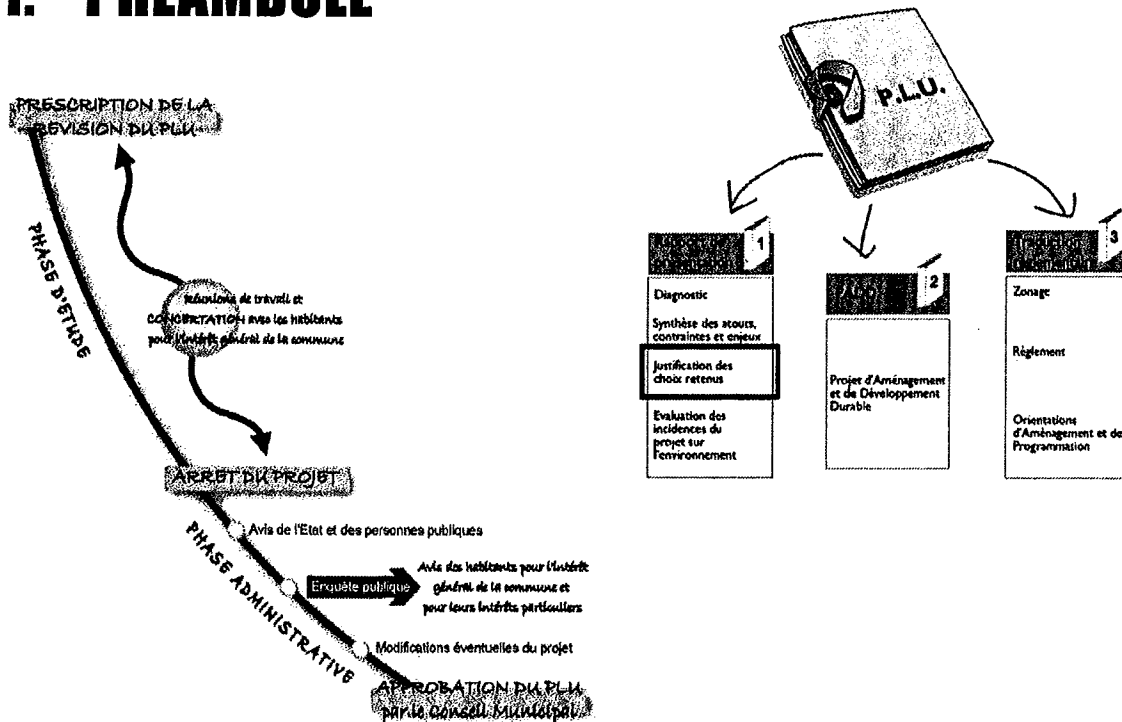 I. PREAMBULE
PRESCRIPTION DE LA
REVISION DU PLU
PHASE D'ETUDE
Réunions de travail et
CONCERTATION avec les habitants
pour l'intérêt général de la commune
ARRET DU PROJET
PHASE ADMINISTRATIVE
Avis de l'Etat et des personnes publiques
Enquête publique
Avis des habitants pour l'intérêt
général de la commune et
pour leurs intérêts particuliers
Modifications éventuelles du projet
APPROBATION DU PLU
par le Conseil Municipal
P.L.U.
1
Diagnostic
Synthèse des atouts,
contraintes et enjeux
Justification des
choix retenus
Evaluation des
incidences du
projet sur
l'environnement
2
Projet d'Aménagement
et de Développement
Durable
3
Zonage
Règlement
Orientations
d'Aménagement et de
Programmation